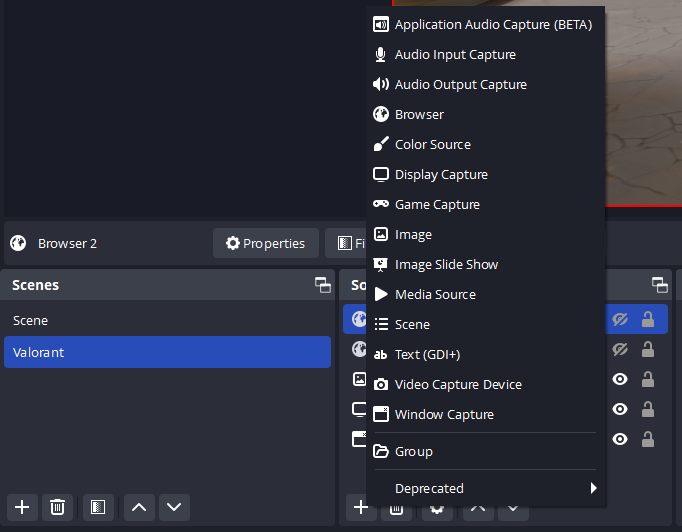 Application Audio Capture (BETA)
Audio Input Capture
Audio Output Capture
Browser
Color Source
Display Capture
Game Capture
Image
Image Slide Show
Media Source
Scene
ab Text (GDI+)
Video Capture Device
Window Capture
Group
Deprecated
Browser 2
Properties
Fi
Scenes
So
Scene
Valorant